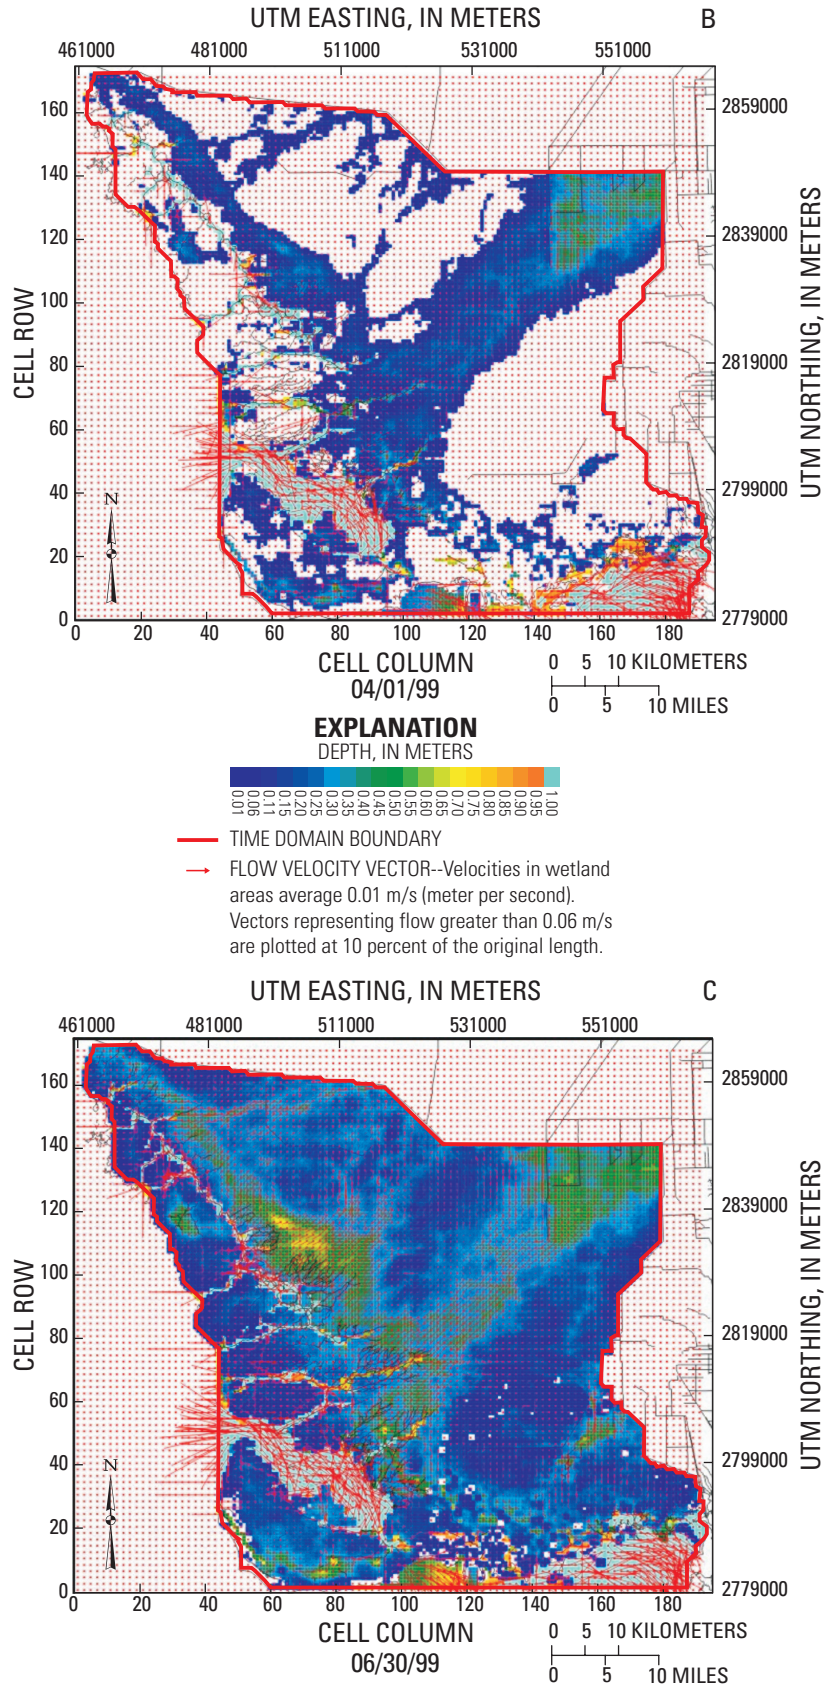 UTM EASTING, IN METERS B
461000 481000 511000 531000 551000
160
140
120
100
80
60
40
20
0
CELL ROW
2859000
2839000
2819000
2799000
2779000
UTM NORTHING, IN METERS
N
0 20 40 60 80 100 120 140 160 180
CELL COLUMN
04/01/99
0 5 10 KILOMETERS
0 5 10 MILES
EXPLANATION
DEPTH, IN METERS
0.01 0.06 0.11 0.15 0.20 0.25 0.30 0.35 0.40 0.45 0.50 0.55 0.60 0.65 0.70 0.75 0.80 0.85 0.90 0.95 1.00
TIME DOMAIN BOUNDARY
FLOW VELOCITY VECTOR--Velocities in wetland
areas average 0.01 m/s (meter per second).
Vectors representing flow greater than 0.06 m/s
are plotted at 10 percent of the original length.
UTM EASTING, IN METERS C
461000 481000 511000 531000 551000
160
140
120
100
80
60
40
20
0
CELL ROW
2859000
2839000
2819000
2799000
2779000
UTM NORTHING, IN METERS
N
0 20 40 60 80 100 120 140 160 180
CELL COLUMN
06/30/99
0 5 10 KILOMETERS
0 5 10 MILES